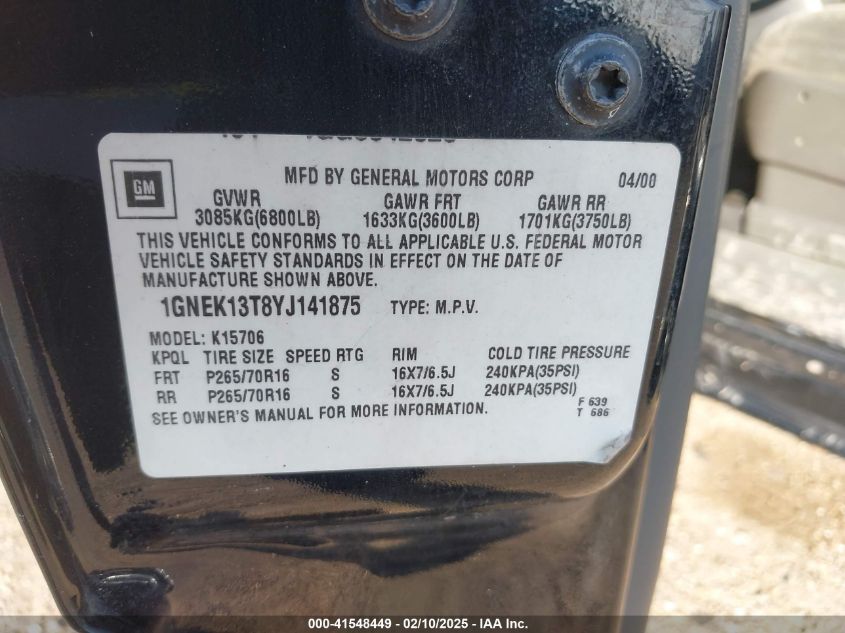 GM
MFD BY GENERAL MOTORS CORP 04/00
GVWR GAWR FRT GAWR RR
3085KG(6800LB) 1633KG(3600LB) 1701KG(3750LB)
THIS VEHICLE CONFORMS TO ALL APPLICABLE U.S. FEDERAL MOTOR
VEHICLE SAFETY STANDARDS IN EFFECT ON THE DATE OF
MANUFACTURE SHOWN ABOVE.
1GNEK13T8YJ141875 TYPE: M.P.V.
MODEL: K15706
KPQL TIRE SIZE SPEED RTG RIM COLD TIRE PRESSURE
FRT P265/70R16 S 16X7/6.5J 240KPA(35PSI)
RR P265/70R16 S 16X7/6.5J 240KPA(35PSI)
SEE OWNER'S MANUAL FOR MORE INFORMATION.
F 639
T 686
000-41548449 - 02/10/2025 - IAA Inc.